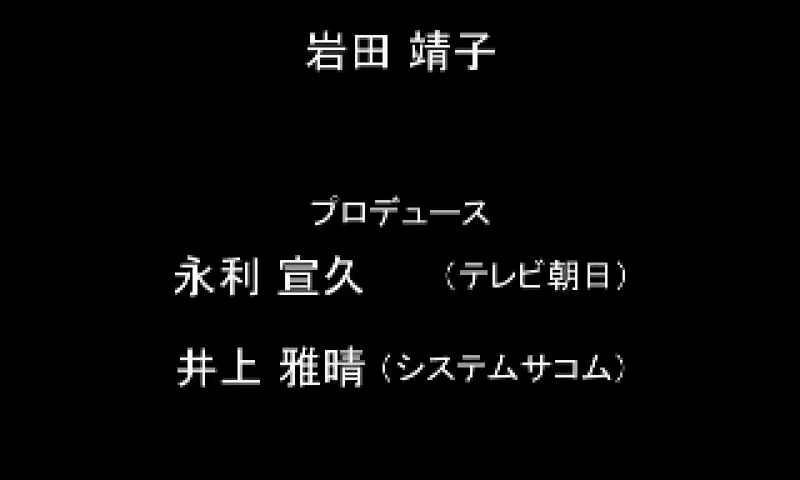 岩田 靖子
プロデュース
永利 宣久 （テレビ朝日）
井上 雅晴（システムサコム）